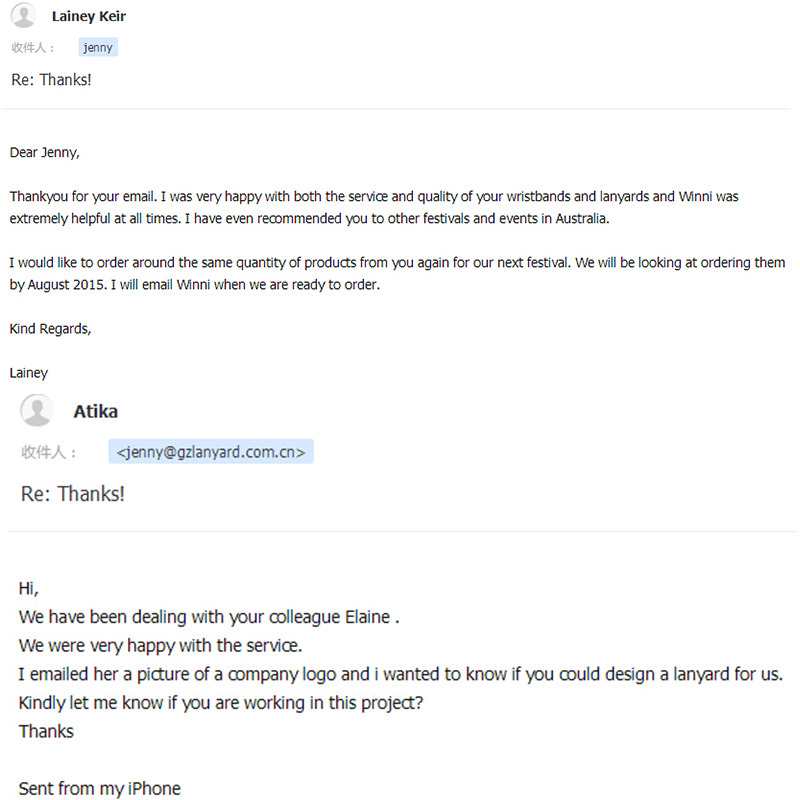 Lainey Keir
收件人： jenny
Re: Thanks!
Dear Jenny,
Thankyou for your email. I was very happy with both the service and quality of your wristbands and lanyards and Winni was
extremely helpful at all times. I have even recommended you to other festivals and events in Australia.
I would like to order around the same quantity of products from you again for our next festival. We will be looking at ordering them
by August 2015. I will email Winni when we are ready to order.
Kind Regards,
Lainey
Atika
收件人： <jenny@gzlanyard.com.cn>
Re: Thanks!
Hi,
We have been dealing with your colleague Elaine .
We were very happy with the service.
I emailed her a picture of a company logo and i wanted to know if you could design a lanyard for us.
Kindly let me know if you are working in this project?
Thanks
Sent from my iPhone